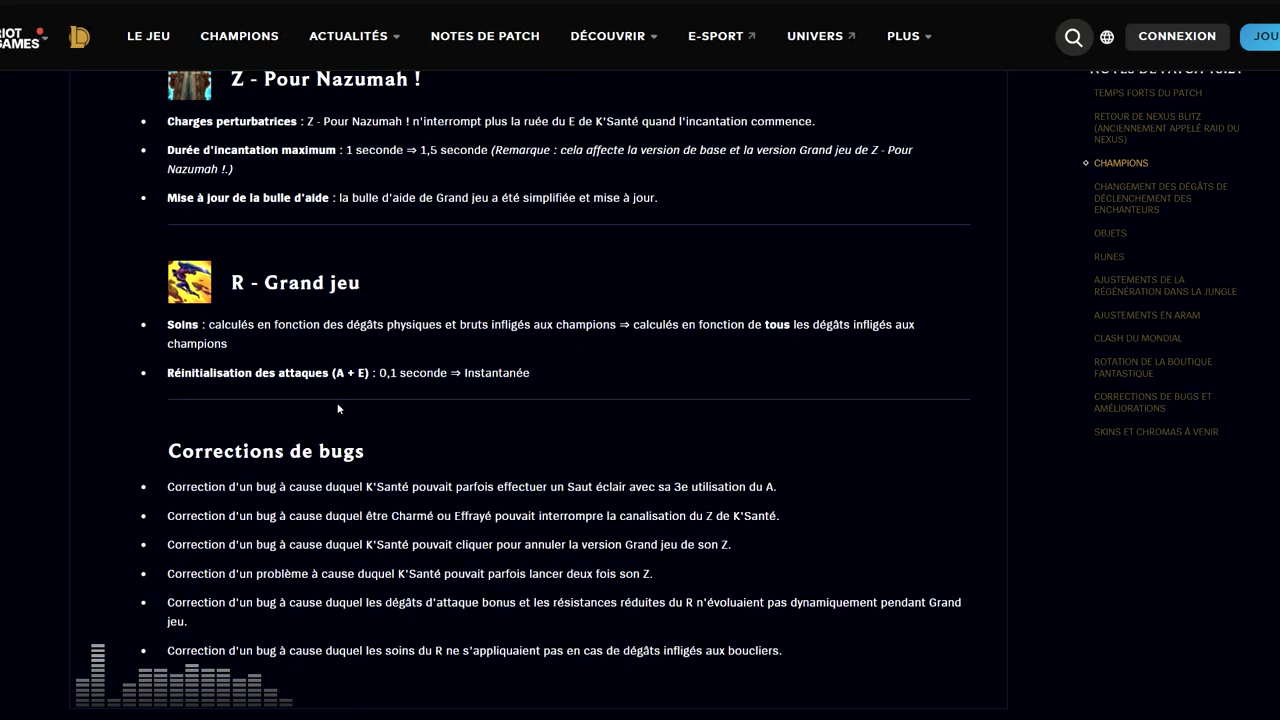 RIOT
GAMES
LE JEU
CHAMPIONS
ACTUALITÉS
NOTES DE PATCH
DÉCOUVRIR
E-SPORT
UNIVERS
PLUS
CONNEXION
JOU
Z - Pour Nazumah !
Charges perturbatrices : Z - Pour Nazumah ! n'interrompt plus la ruée du E de K'Santé quand l'incantation commence.
Durée d'incantation maximum : 1 seconde ⇒ 1,5 seconde (Remarque : cela affecte la version de base et la version Grand jeu de Z - Pour
Nazumah !.)
Mise à jour de la bulle d'aide : la bulle d'aide de Grand jeu a été simplifiée et mise à jour.
R - Grand jeu
Soins : calculés en fonction des dégâts physiques et bruts infligés aux champions ⇒ calculés en fonction de tous les dégâts infligés aux
champions
Réinitialisation des attaques (A + E) : 0,1 seconde ⇒ Instantanée
Corrections de bugs
Correction d'un bug à cause duquel K'Santé pouvait parfois effectuer un Saut éclair avec sa 3e utilisation du A.
Correction d'un bug à cause duquel être Charmé ou Effrayé pouvait interrompre la canalisation du Z de K'Santé.
Correction d'un bug à cause duquel K'Santé pouvait cliquer pour annuler la version Grand jeu de son Z.
Correction d'un problème à cause duquel K'Santé pouvait parfois lancer deux fois son Z.
Correction d'un bug à cause duquel les dégâts d'attaque bonus et les résistances réduites du R n'évoluaient pas dynamiquement pendant Grand
jeu.
Correction d'un bug à cause duquel les soins du R ne s'appliquaient pas en cas de dégâts infligés aux boucliers.
NOTES DE PATCH
TEMPS FORTS DU PATCH
RETOUR DE NEXUS BLITZ
(ANCIENNEMENT APPELÉ RAID DU
NEXUS)
CHAMPIONS
CHANGEMENT DES DÉGÂTS DE
DÉCLENCHEMENT DES
ENCHANTEURS
OBJETS
RUNES
AJUSTEMENTS DE LA
RÉGÉNÉRATION DANS LA JUNGLE
AJUSTEMENTS EN ARAM
CLASH DU MONDIAL
ROTATION DE LA BOUTIQUE
FANTASTIQUE
CORRECTIONS DE BUGS ET
AMÉLIORATIONS
SKINS ET CHROMAS À VENIR